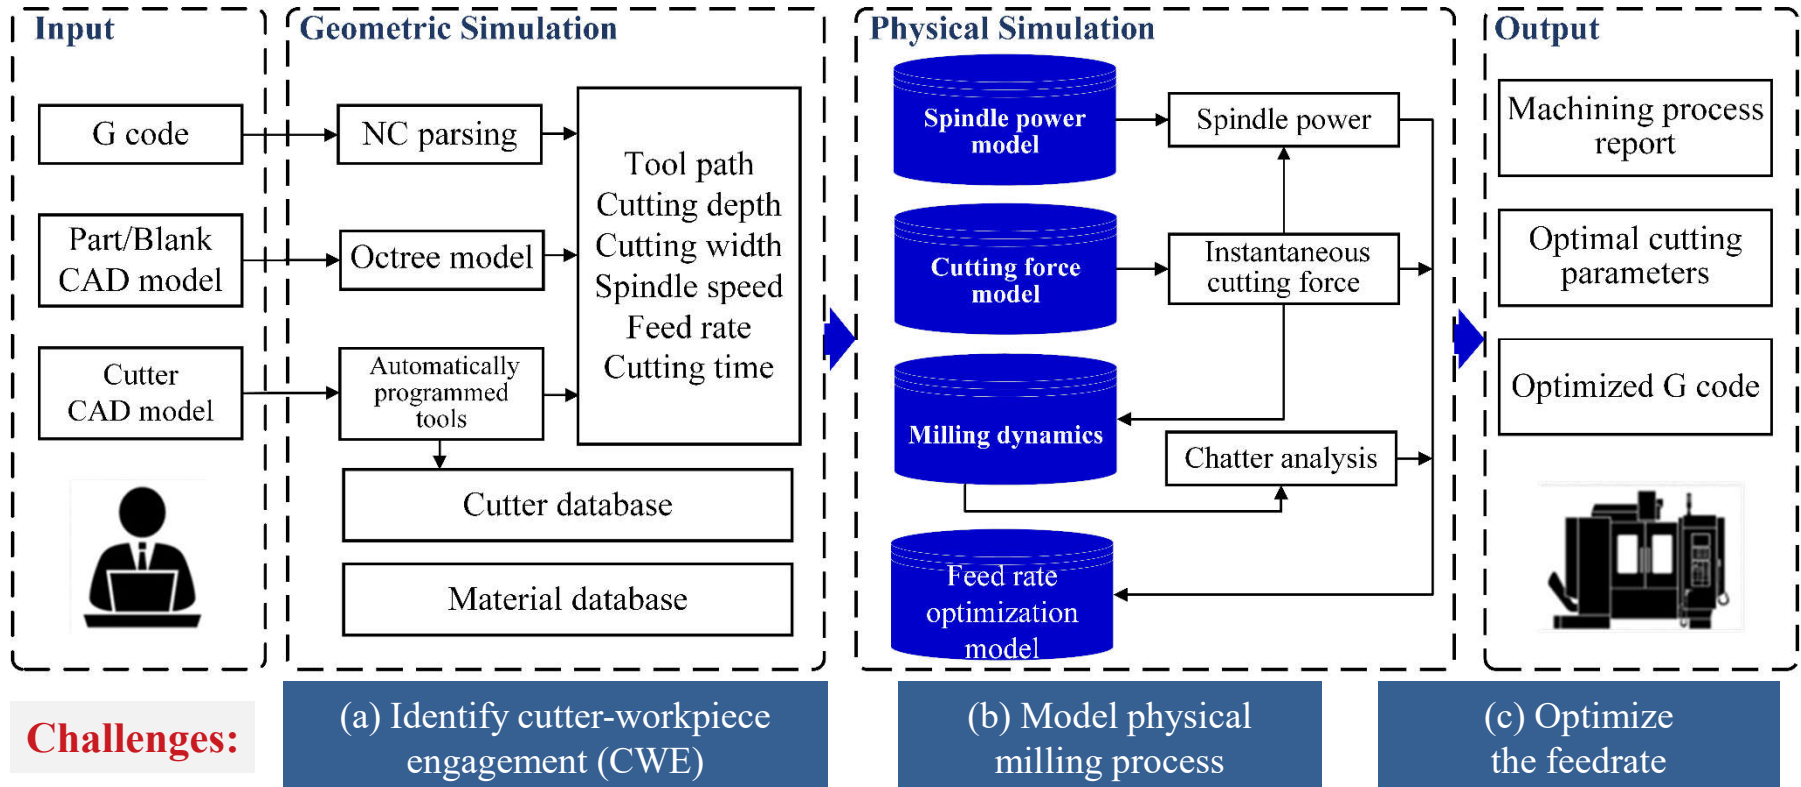 Input
G code
Part/Blank
CAD model
Cutter
CAD model
Geometric Simulation
NC parsing
Octree model
Automatically
programmed
tools
Tool path
Cutting depth
Cutting width
Spindle speed
Feed rate
Cutting time
Cutter database
Material database
Physical Simulation
Spindle power
model
Spindle power
Cutting force
model
Instantaneous
cutting force
Milling dynamics
Chatter analysis
Feed rate
optimization
model
Output
Machining process
report
Optimal cutting
parameters
Optimized G code
Challenges:
(a) Identify cutter-workpiece
engagement (CWE)
(b) Model physical
milling process
(c) Optimize
the feedrate